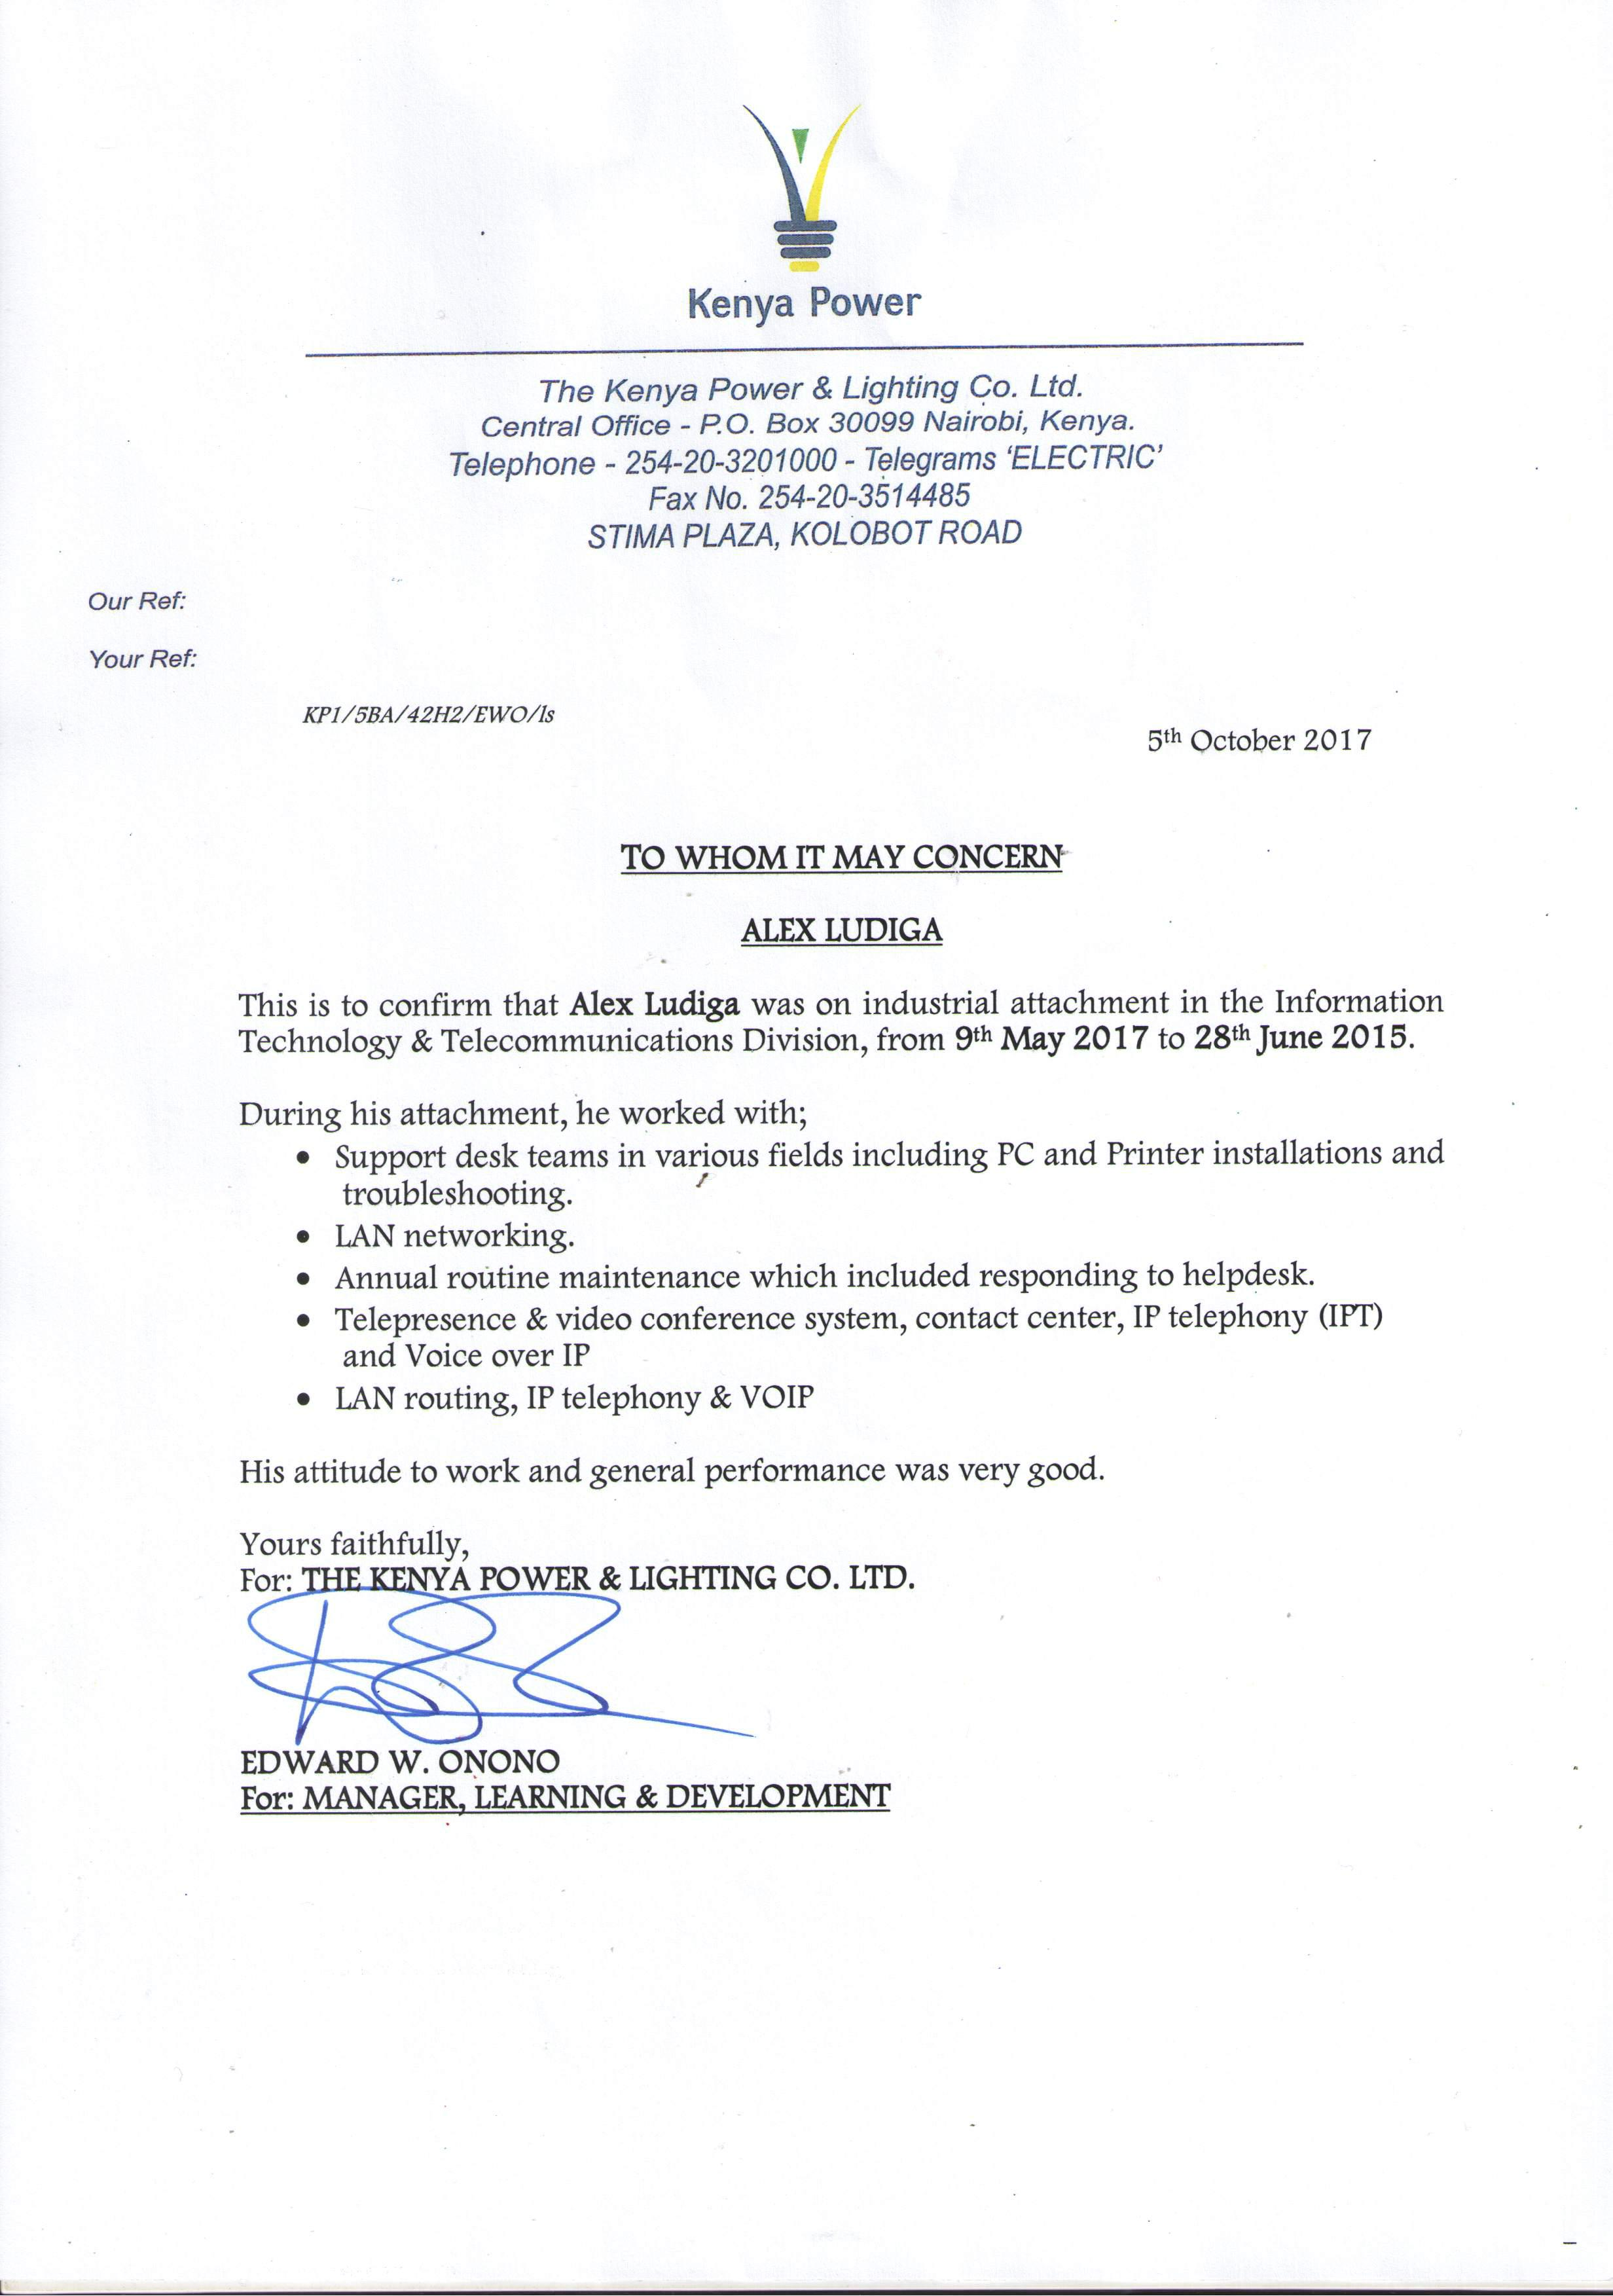 Kenya Power
The Kenya Power & Lighting Co. Ltd.
Central Office - P.O. Box 30099 Nairobi, Kenya.
Telephone - 254-20-3201000 - Telegrams ‘ELECTRIC’
Fax No. 254-20-3514485
STIMA PLAZA, KOLOBOT ROAD
Our Ref:
Your Ref:
KP1/5BA/42H2/EWO/ls
5th October 2017
TO WHOM IT MAY CONCERN
ALEX LUDIGA
This is to confirm that Alex Ludiga was on industrial attachment in the Information
Technology & Telecommunications Division, from 9th May 2017 to 28th June 2015.
During his attachment, he worked with;
• Support desk teams in various fields including PC and Printer installations and
troubleshooting.
• LAN networking.
• Annual routine maintenance which included responding to helpdesk.
• Telepresence & video conference system, contact center, IP telephony (IPT)
and Voice over IP
• LAN routing, IP telephony & VOIP
His attitude to work and general performance was very good.
Yours faithfully,
For: THE KENYA POWER & LIGHTING CO. LTD.
EDWARD W. ONONO
For: MANAGER, LEARNING & DEVELOPMENT